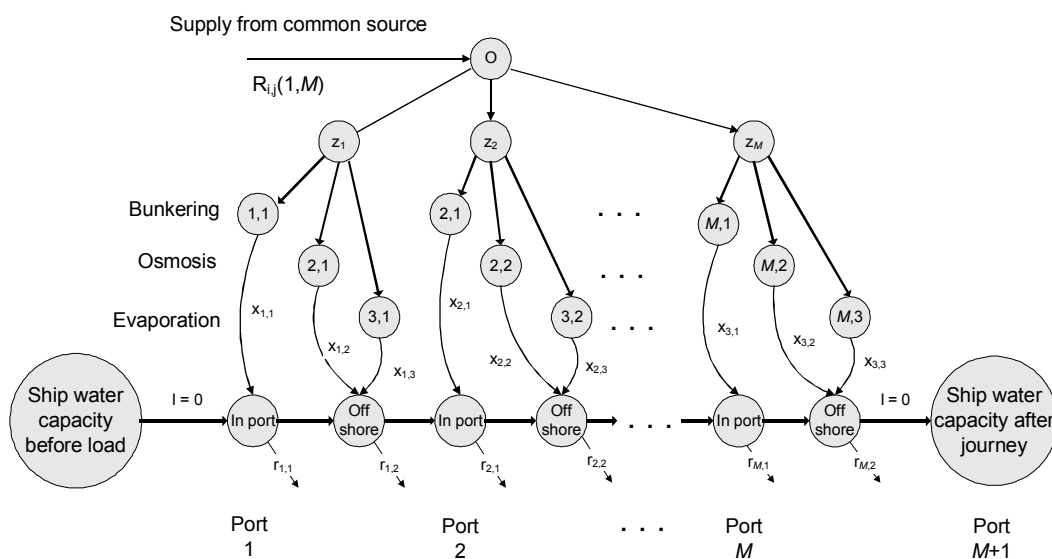 Supply from common source
O
R_{i,j}(1,M)
z_1
z_2
z_M
Bunkering
1,1
2,1
. . .
M,1
Osmosis
2,1
2,2
. . .
M,2
Evaporation
3,1
3,2
. . .
M,3
x_{1,1}
x_{1,2}
x_{1,3}
x_{2,1}
x_{2,2}
x_{2,3}
x_{3,1}
x_{3,2}
x_{3,3}
Ship water
capacity
before load
I = 0
In port
Off
shore
In port
Off
shore
. . .
In port
Off
shore
I = 0
Ship water
capacity after
journey
r_{1,1}
r_{1,2}
r_{2,1}
r_{2,2}
r_{M,1}
r_{M,2}
Port
1
Port
2
. . .
Port
M
Port
M+1